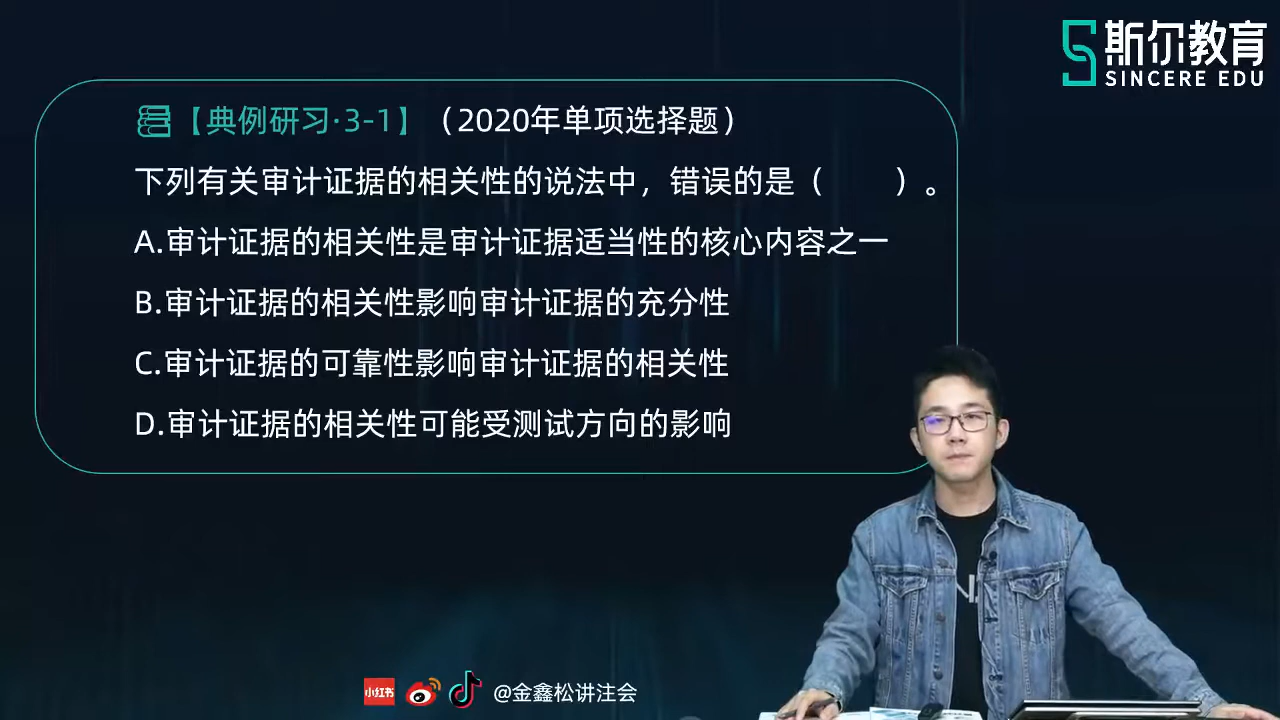 斯尔教育
SINCERE EDU
【典例研习·3-1】（2020年单项选择题）
下列有关审计证据的相关性的说法中，错误的是（　　）。
A.审计证据的相关性是审计证据适当性的核心内容之一
B.审计证据的相关性影响审计证据的充分性
C.审计证据的可靠性影响审计证据的相关性
D.审计证据的相关性可能受测试方向的影响
小红书 @金鑫松讲注会